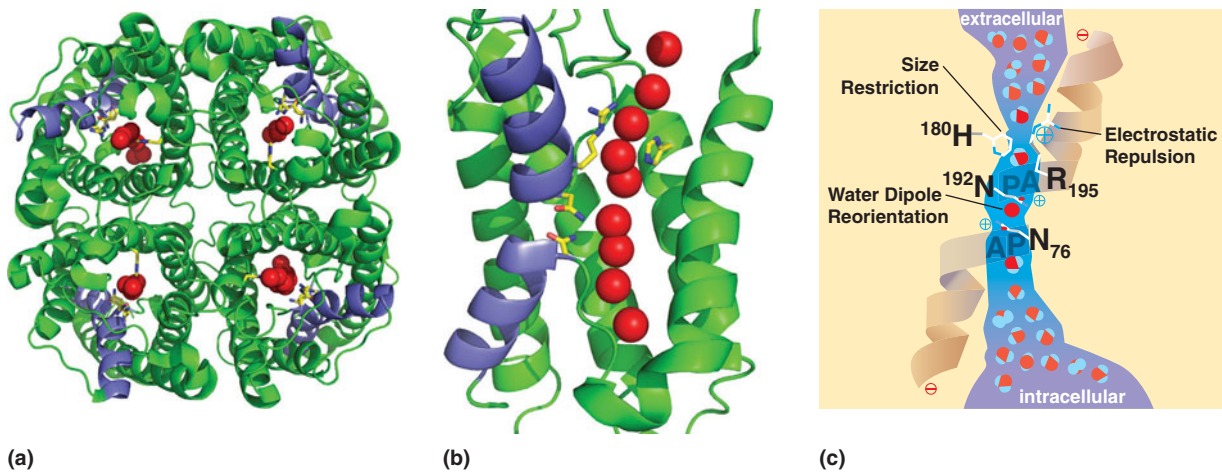 extracellular
Size
Restriction
180H
Electrostatic
Repulsion
192N
PA
R195
Water Dipole
Reorientation
AP
N76
intracellular
(a)
(b)
(c)